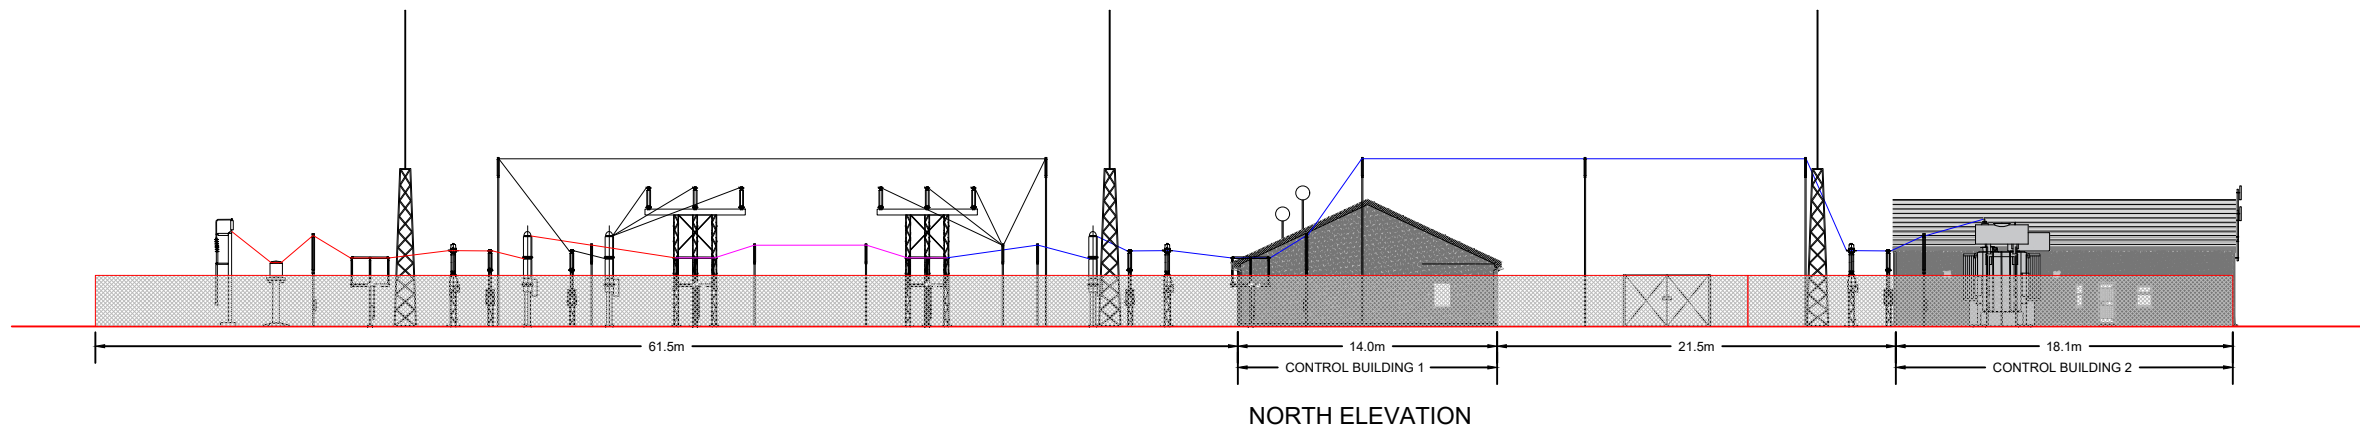 61.5m
14.0m
21.5m
18.1m
CONTROL BUILDING 1
CONTROL BUILDING 2
NORTH ELEVATION